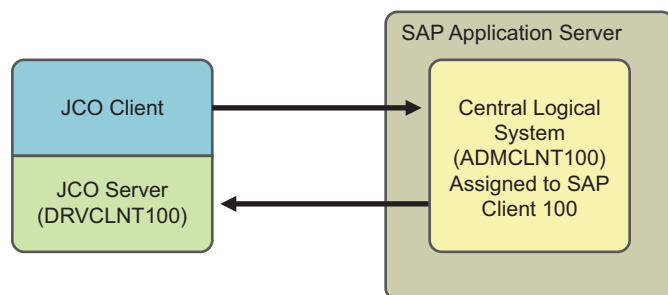 SAP Application Server
JCO Client
JCO Server
(DRVCLNT100)
Central Logical
System
(ADMCLNT100)
Assigned to SAP
Client 100